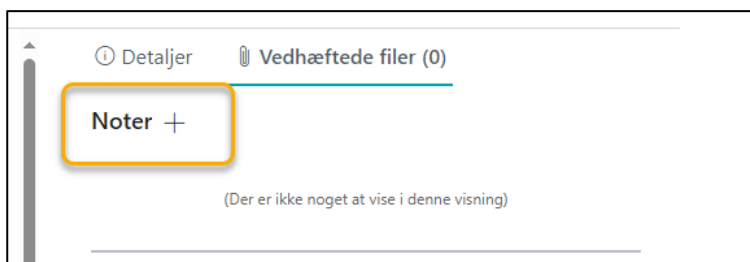 Detaljer Vedhæftede filer (0)
Noter +
(Der er ikke noget at vise i denne visning)